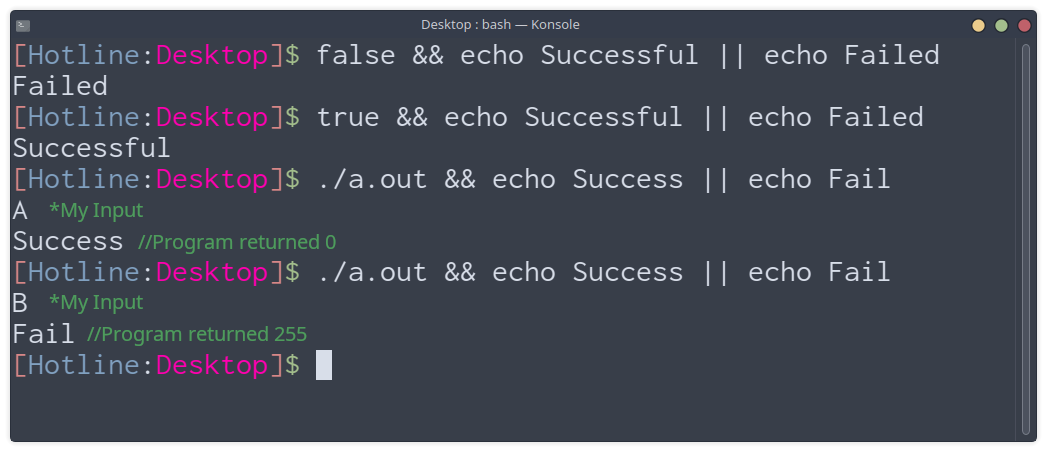 Desktop : bash — Konsole
[Hotline:Desktop]$ false && echo Successful || echo Failed
Failed
[Hotline:Desktop]$ true && echo Successful || echo Failed
Successful
[Hotline:Desktop]$ ./a.out && echo Success || echo Fail
A *My Input
Success //Program returned 0
[Hotline:Desktop]$ ./a.out && echo Success || echo Fail
B *My Input
Fail //Program returned 255
[Hotline:Desktop]$